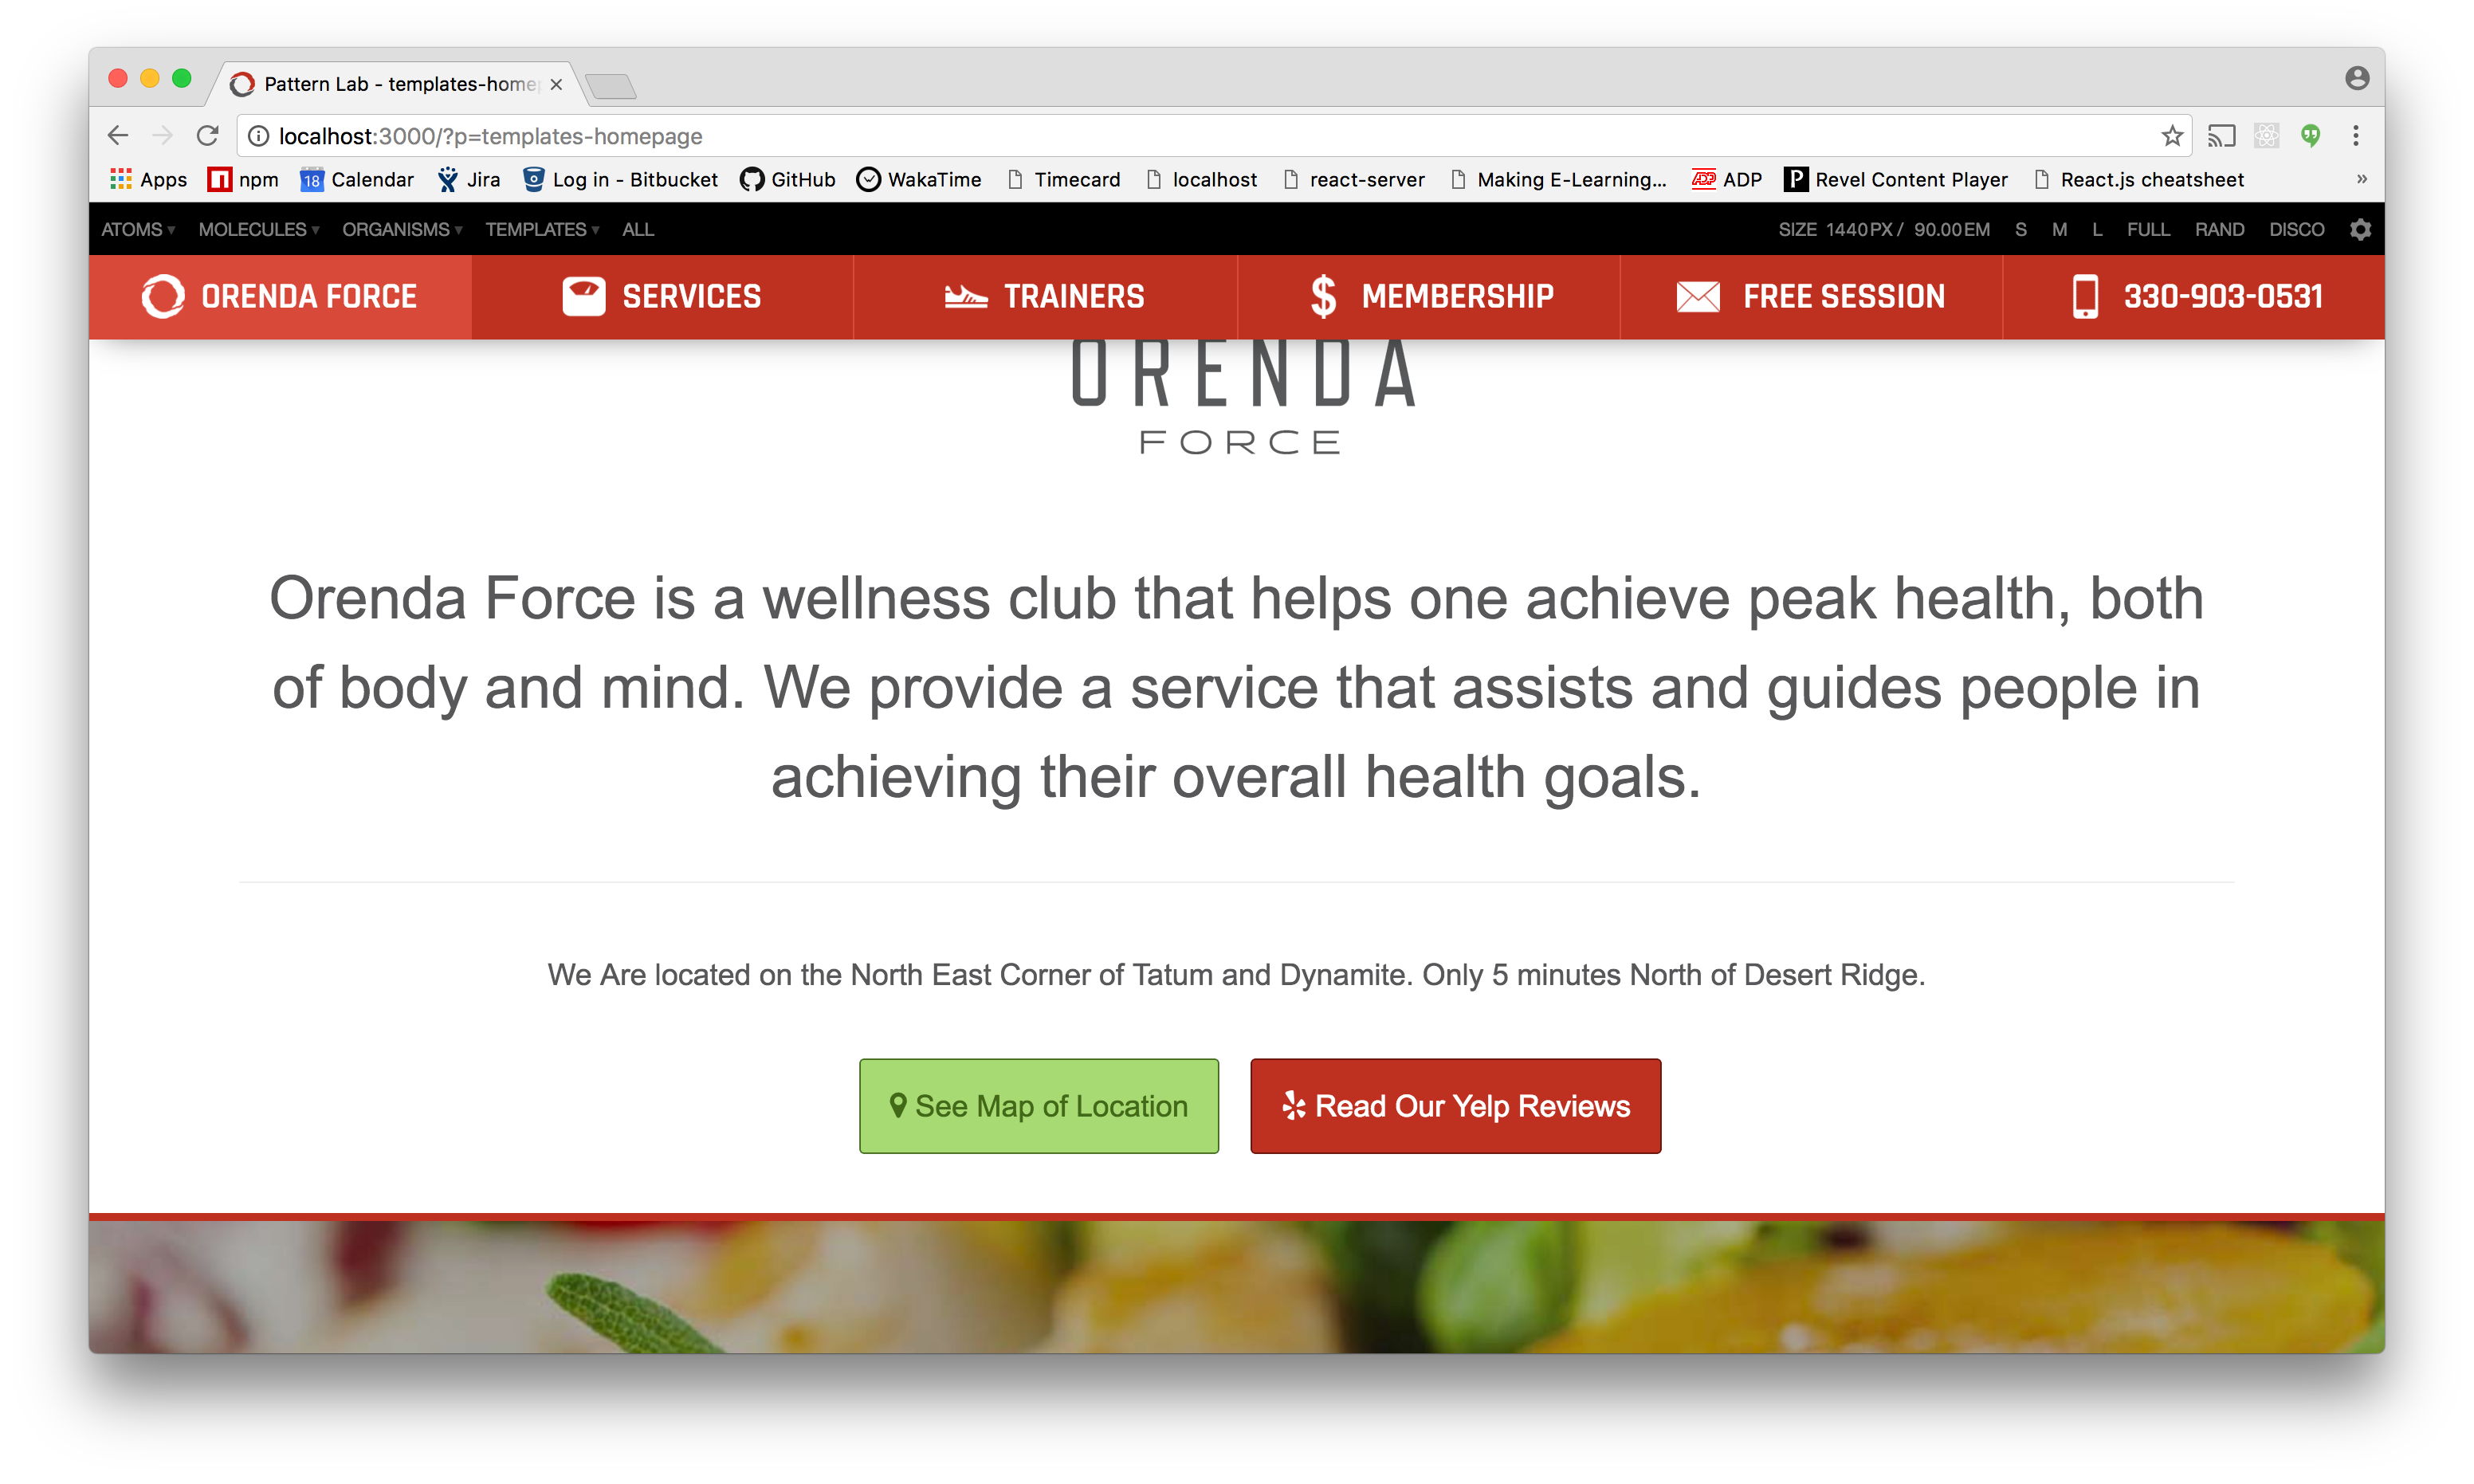 Pattern Lab - templates-home
localhost:3000/?p=templates-homepage
Apps npm 18 Calendar Jira Log in - Bitbucket GitHub WakaTime Timecard localhost react-server Making E-Learning... ADP ADP P Revel Content Player React.js cheatsheet »
ATOMS MOLECULES ORGANISMS TEMPLATES ALL SIZE 1440PX / 90.00EM S M L FULL RAND DISCO
ORENDA FORCE SERVICES TRAINERS $ MEMBERSHIP FREE SESSION 330-903-0531
ORENDA
FORCE
Orenda Force is a wellness club that helps one achieve peak health, both
of body and mind. We provide a service that assists and guides people in
achieving their overall health goals.
We Are located on the North East Corner of Tatum and Dynamite. Only 5 minutes North of Desert Ridge.
See Map of Location Read Our Yelp Reviews